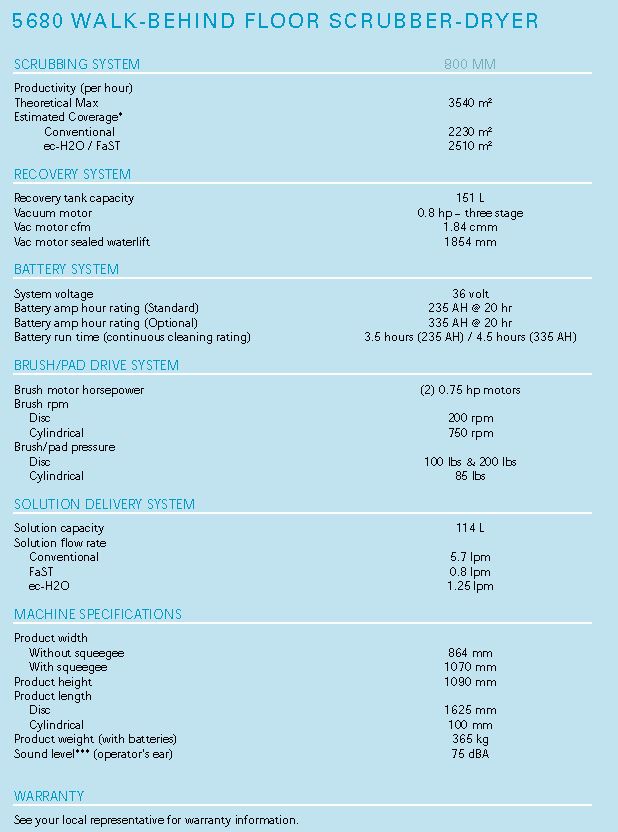 5680 WALK-BEHIND FLOOR SCRUBBER-DRYER
SCRUBBING SYSTEM 800 MM
Productivity (per hour)
Theoretical Max 3540 m²
Estimated Coverage*
Conventional 2230 m²
ec-H2O / FaST 2510 m²
RECOVERY SYSTEM
Recovery tank capacity 151 L
Vacuum motor 0.8 hp – three stage
Vac motor cfm 1.84 cmm
Vac motor sealed waterlift 1854 mm
BATTERY SYSTEM
System voltage 36 volt
Battery amp hour rating (Standard) 235 AH @ 20 hr
Battery amp hour rating (Optional) 335 AH @ 20 hr
Battery run time (continuous cleaning rating) 3.5 hours (235 AH) / 4.5 hours (335 AH)
BRUSH/PAD DRIVE SYSTEM
Brush motor horsepower (2) 0.75 hp motors
Brush rpm
Disc 200 rpm
Cylindrical 750 rpm
Brush/pad pressure
Disc 100 lbs & 200 lbs
Cylindrical 85 lbs
SOLUTION DELIVERY SYSTEM
Solution capacity 114 L
Solution flow rate
Conventional 5.7 lpm
FaST 0.8 lpm
ec-H2O 1.25 lpm
MACHINE SPECIFICATIONS
Product width
Without squeegee 864 mm
With squeegee 1070 mm
Product height 1090 mm
Product length
Disc 1625 mm
Cylindrical 100 mm
Product weight (with batteries) 365 kg
Sound level*** (operator's ear) 75 dBA
WARRANTY
See your local representative for warranty information.